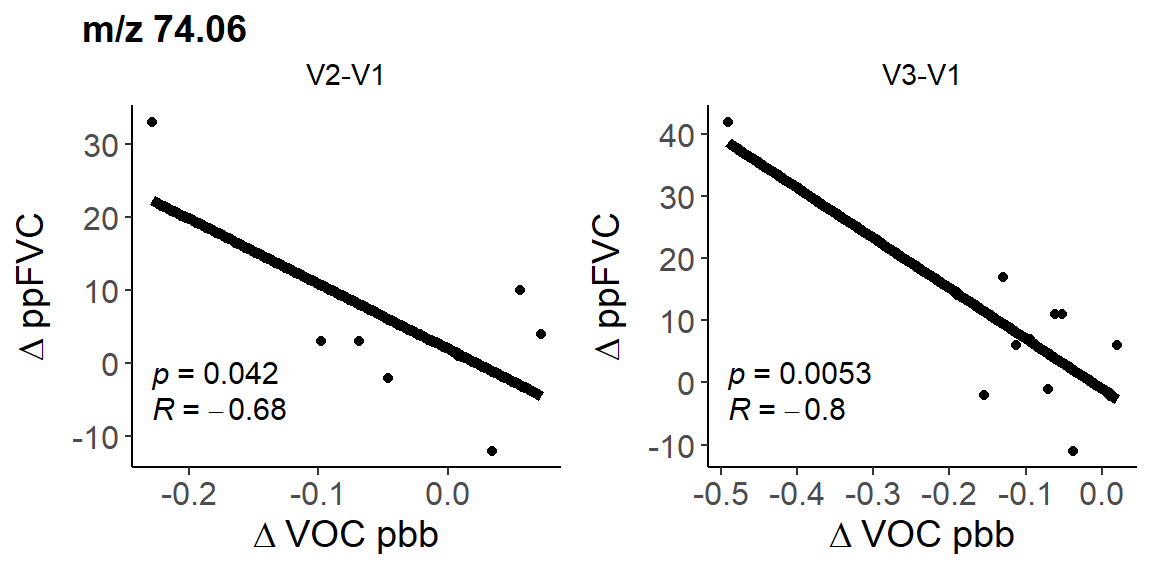 m/z 74.06
V2-V1
Δ ppFVC
30
20
10
0
-10
p = 0.042
R = −0.68
-0.2 -0.1 0.0
Δ VOC pbb
V3-V1
Δ ppFVC
40
30
20
10
0
-10
p = 0.0053
R = −0.8
-0.5 -0.4 -0.3 -0.2 -0.1 0.0
Δ VOC pbb